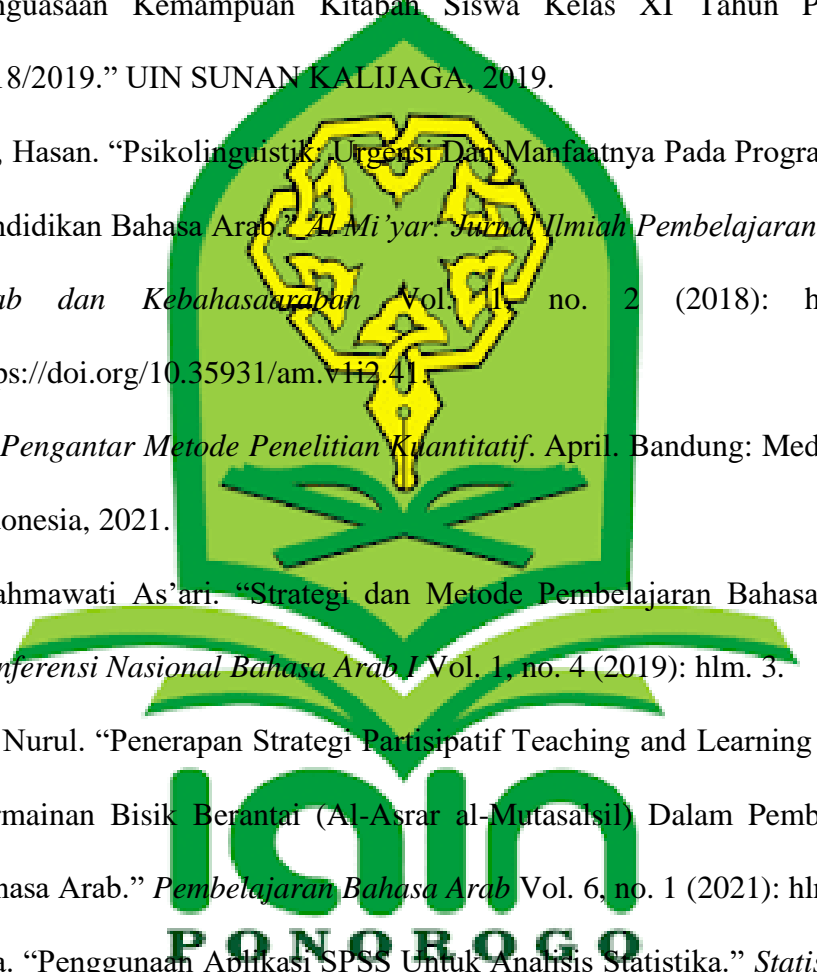 nguasaan Kemampuan Kitabah Siswa Kelas XI Tahun P
18/2019.” UIN SUNAN KALIJAGA, 2019.
, Hasan. “Psikolinguistik: Urgensi Dan Manfaatnya Pada Progra
ndidikan Bahasa Arab.” Al Mi’yar: Jurnal Ilmiah Pembelajaran
ab dan Kebahasaaraban Vol. 1, no. 2 (2018): h
ps://doi.org/10.35931/am.v1i2.41.
Pengantar Metode Penelitian Kuantitatif. April. Bandung: Med
donesia, 2021.
ahmawati As’ari. “Strategi dan Metode Pembelajaran Bahasa
nferensi Nasional Bahasa Arab I Vol. 1, no. 4 (2019): hlm. 3.
Nurul. “Penerapan Strategi Partisipatif Teaching and Learning
rmainan Bisik Berantai (Al-Asrar al-Mutasalsil) Dalam Pemb
hasa Arab.” Pembelajaran Bahasa Arab Vol. 6, no. 1 (2021): hlm
a. “Penggunaan Aplikasi SPSS Untuk Analisis Statistika.” Statis
iain
PONOROGO